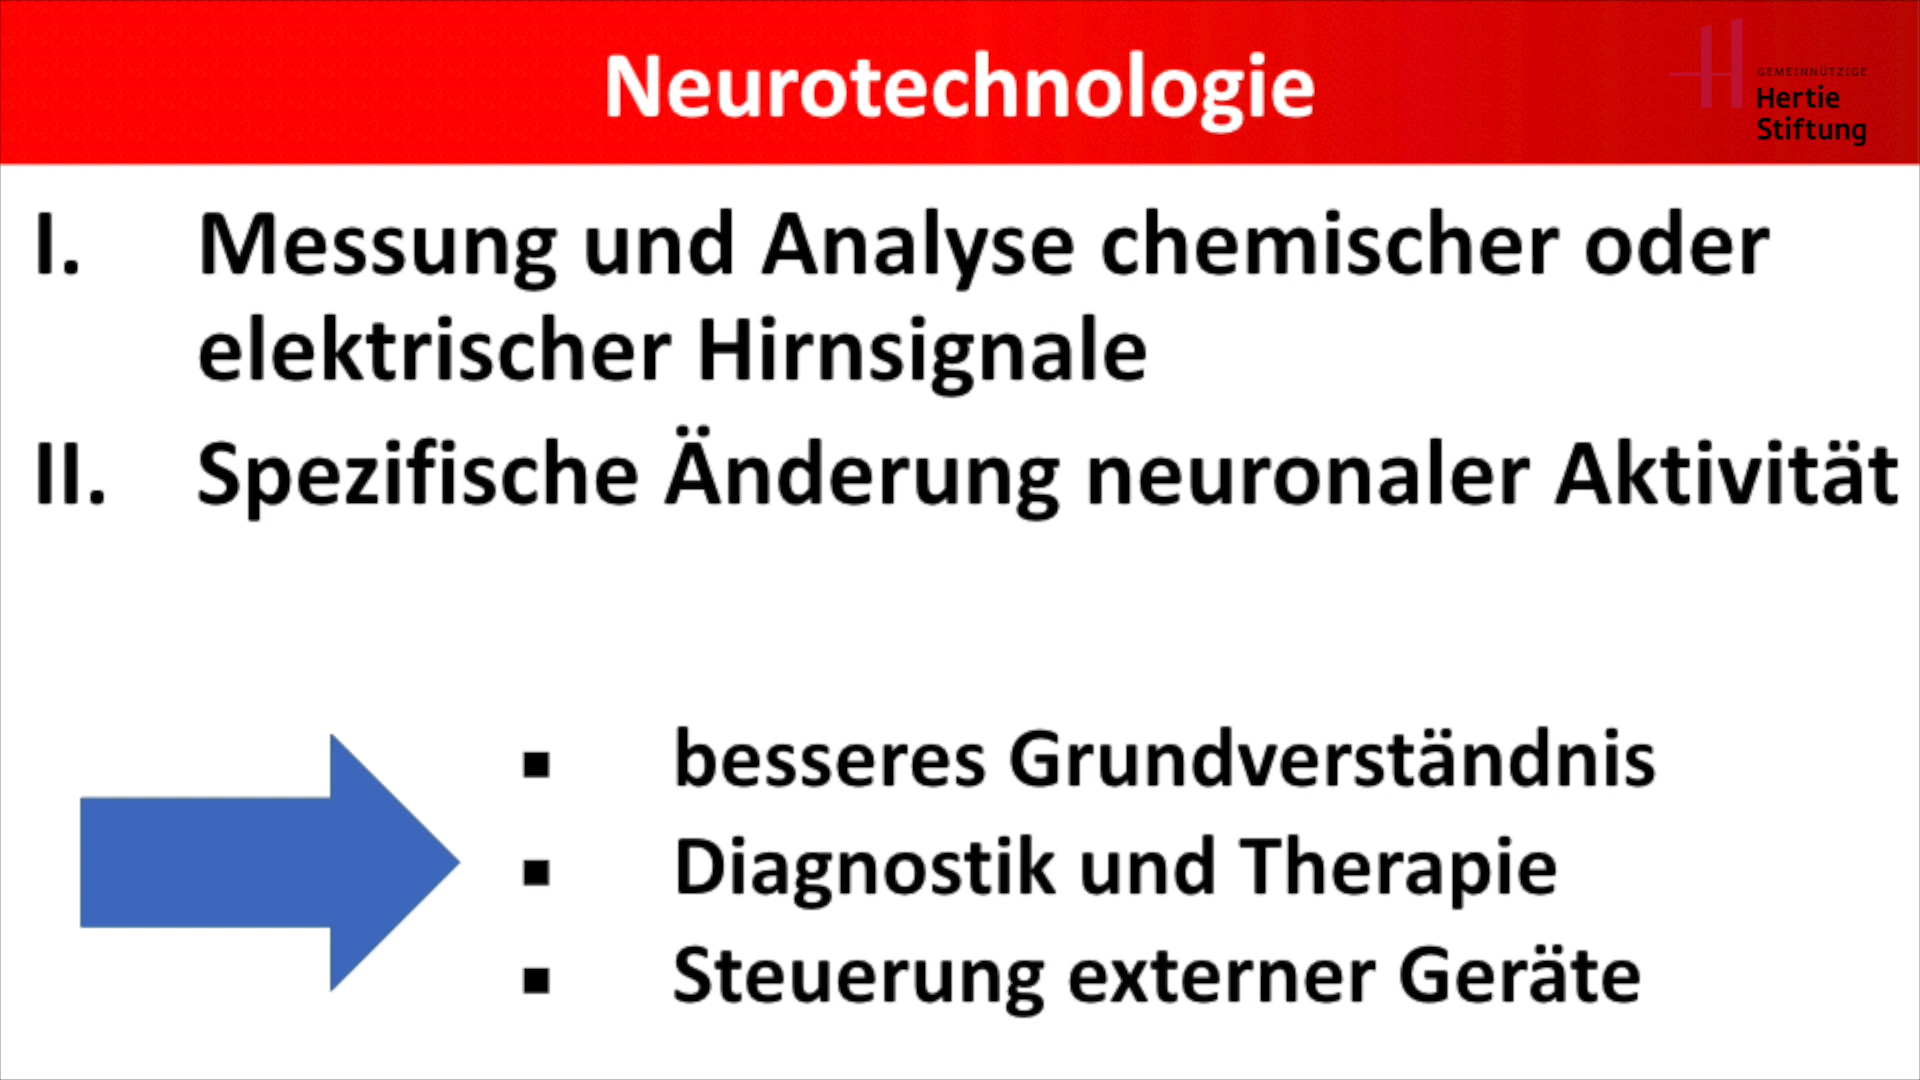 Neurotechnologie
GEMEINNÜTZIGE
Hertie
Stiftung
I. Messung und Analyse chemischer oder
elektrischer Hirnsignale
II. Spezifische Änderung neuronaler Aktivität
▪ besseres Grundverständnis
▪ Diagnostik und Therapie
▪ Steuerung externer Geräte